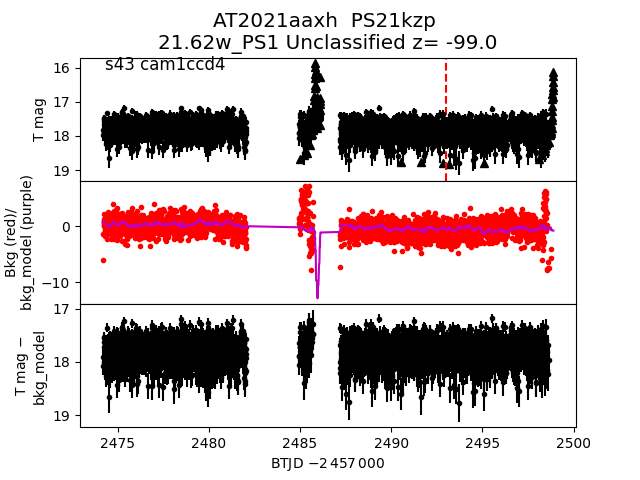 AT2021aaxh PS21kzp
21.62w_PS1 Unclassified z= -99.0
s43 cam1ccd4
16
17
18
19
T mag
0
−10
Bkg (red)/
bkg_model (purple)
17
18
19
T mag −
bkg_model
2475 2480 2485 2490 2495 2500
BTJD −2 457 000